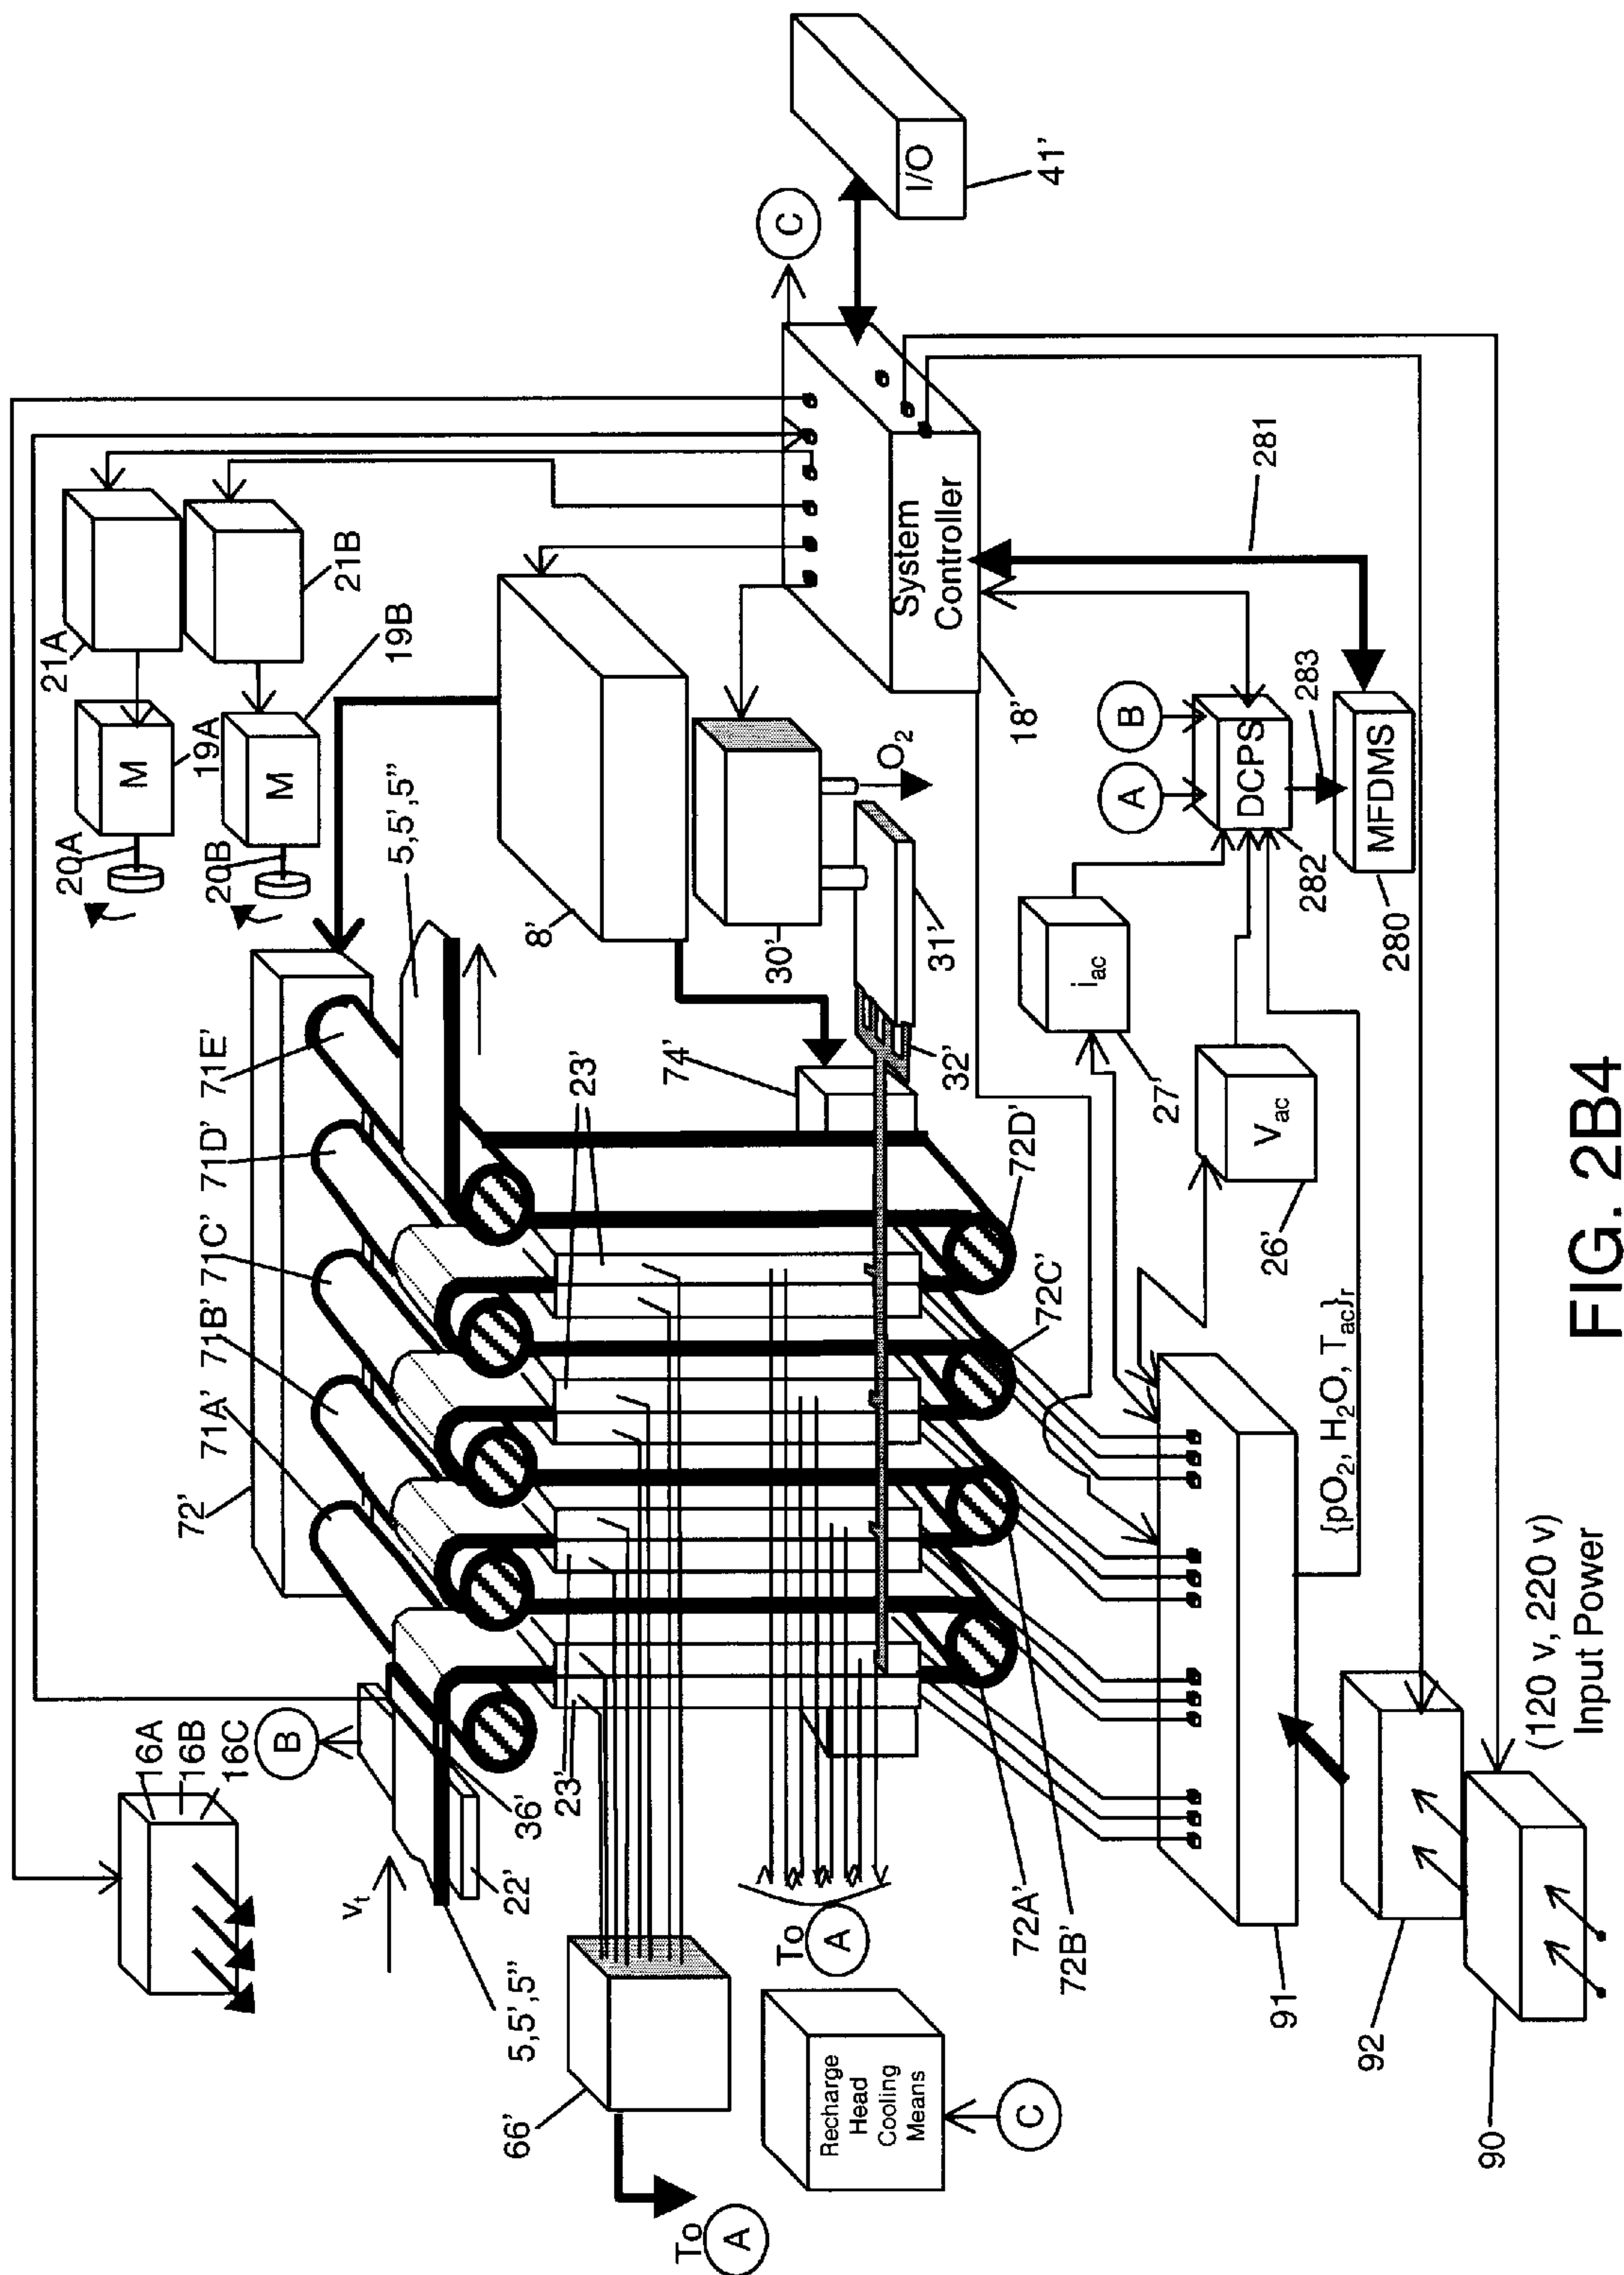 16A
16B
16C
B
v_t
22'
36'
5,5',5"
72'
71A'
71B'
71C'
71D'
71E'
5,5',5"
20A
M
19A
21A
20B
M
19B
21B
66'
To
A
23'
23'
8'
30'
O₂
74'
31'
32'
C
I/O
41'
System
Controller
18'
Recharge
Head
Cooling
Means
C
To
A
72A'
72B'
72C'
72D'
i_ac
27'
V_ac
26'
A
B
DCPS
282
283
281
MFDMS
280
91
92
90
{pO₂, H₂O, T_ac}_r
(120 v, 220 v)
Input Power
FIG. 2B4